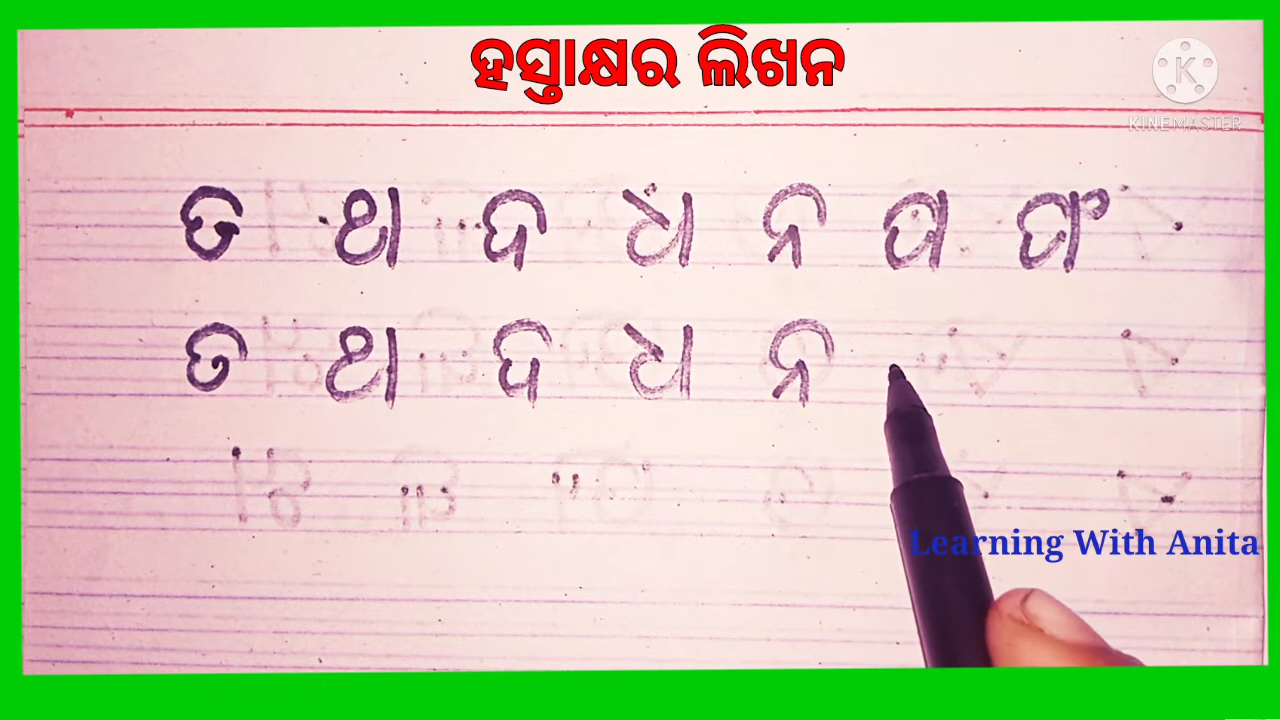 ହସ୍ତାକ୍ଷର ଲିଖନ
KINEMASTER
ତ ଥ ଦ ଧ ନ ପ ଫ
ତ ଥ ଦ ଧ ନ
Learning With Anita